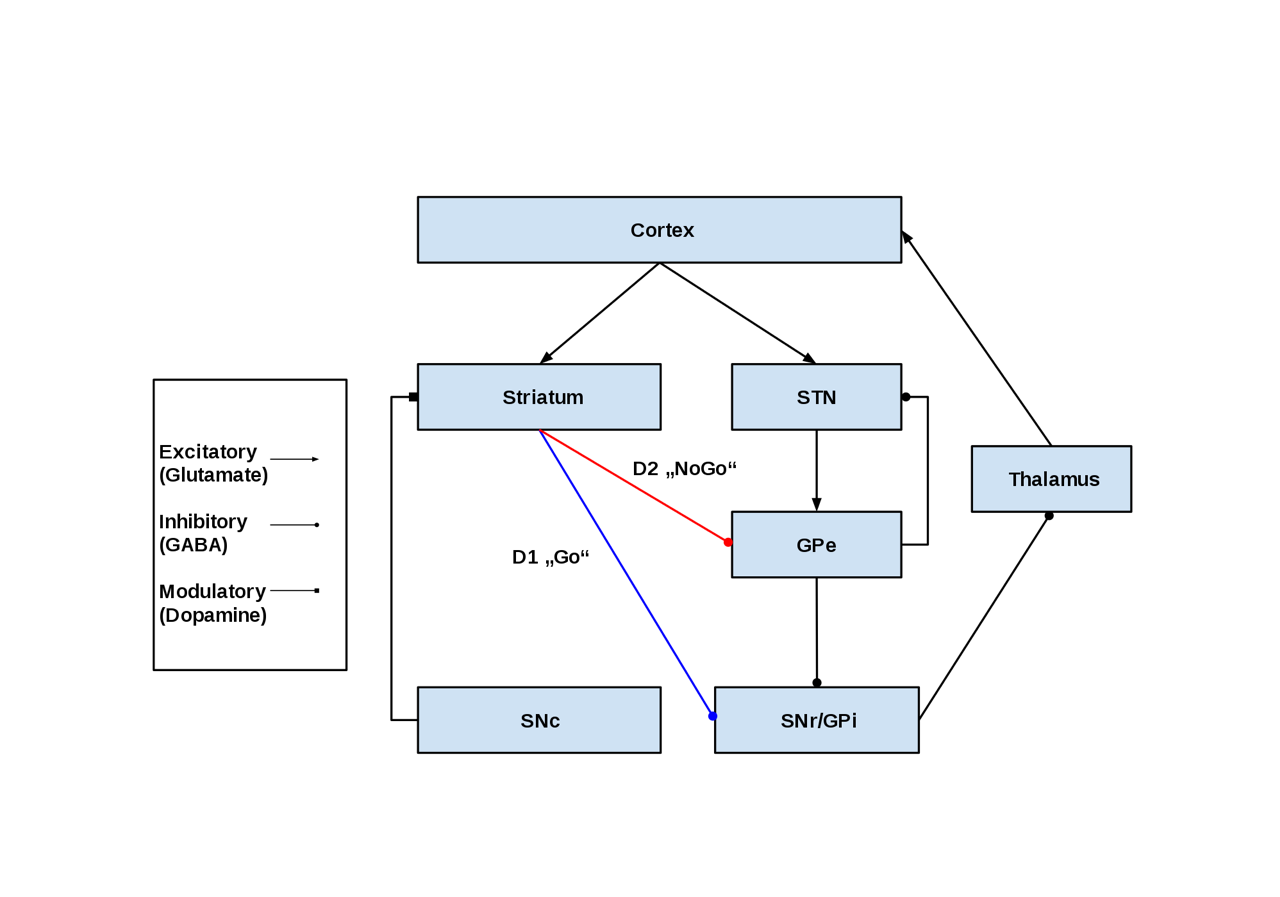 Cortex
Striatum
STN
Excitatory
(Glutamate)
Inhibitory
(GABA)
Modulatory
(Dopamine)
D2 „NoGo“
Thalamus
GPe
D1 „Go“
SNc
SNr/GPi